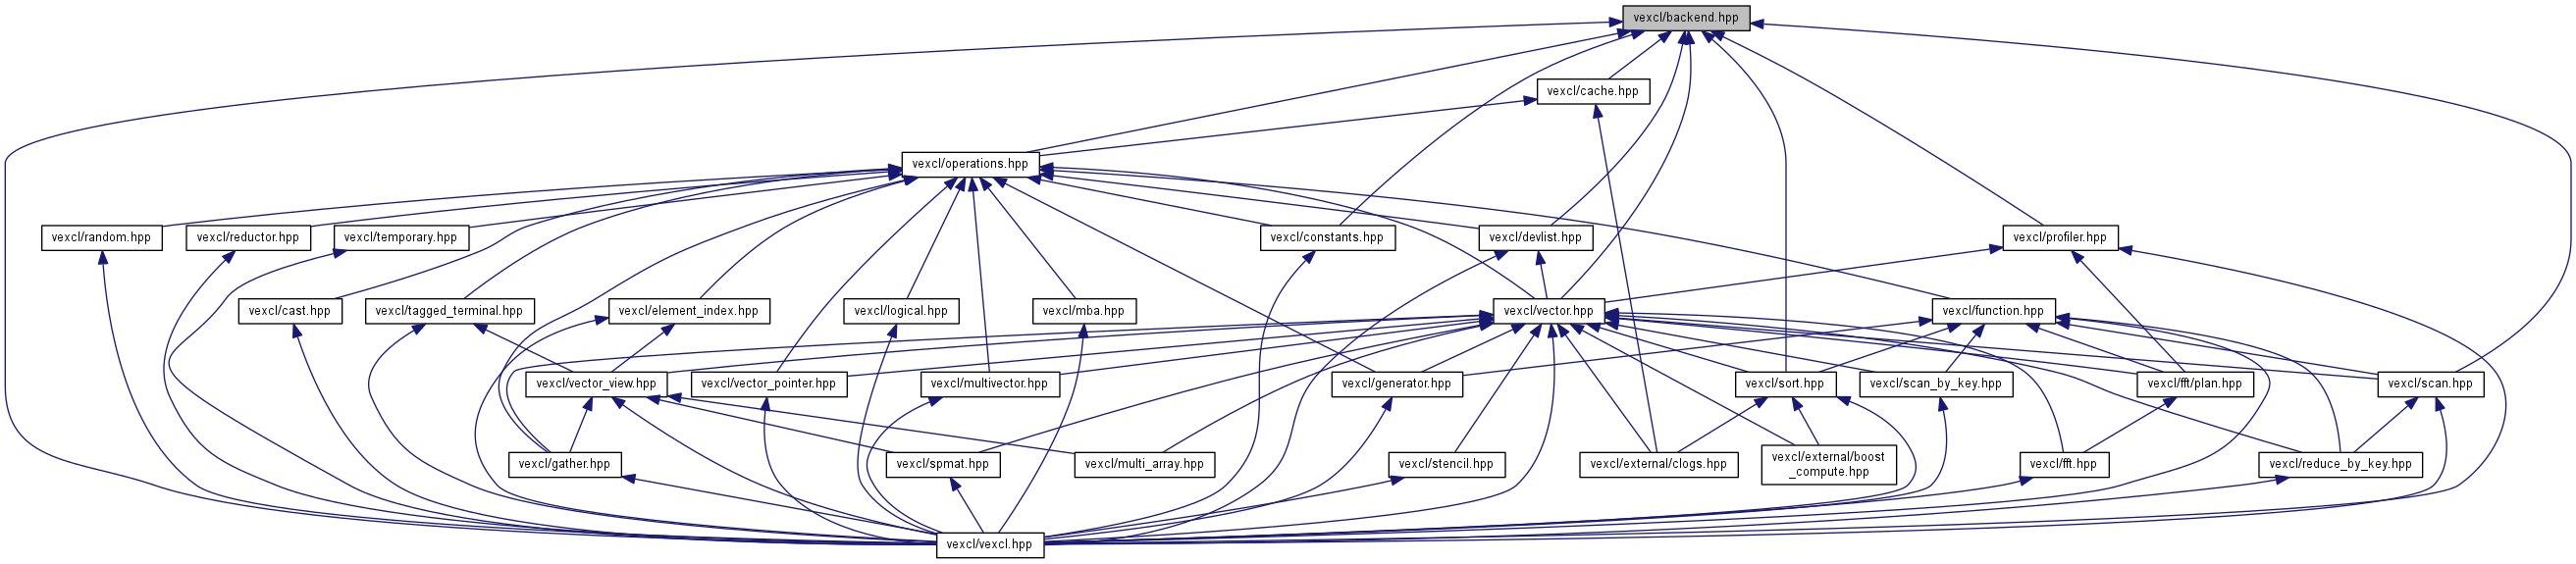 vexcl/backend.hpp
vexcl/cache.hpp
vexcl/operations.hpp
vexcl/random.hpp
vexcl/reductor.hpp
vexcl/temporary.hpp
vexcl/constants.hpp
vexcl/devlist.hpp
vexcl/profiler.hpp
vexcl/cast.hpp
vexcl/tagged_terminal.hpp
vexcl/element_index.hpp
vexcl/logical.hpp
vexcl/mba.hpp
vexcl/vector.hpp
vexcl/function.hpp
vexcl/vector_view.hpp
vexcl/vector_pointer.hpp
vexcl/multivector.hpp
vexcl/generator.hpp
vexcl/sort.hpp
vexcl/scan_by_key.hpp
vexcl/fft/plan.hpp
vexcl/scan.hpp
vexcl/gather.hpp
vexcl/spmat.hpp
vexcl/multi_array.hpp
vexcl/stencil.hpp
vexcl/external/clogs.hpp
vexcl/external/boost
_compute.hpp
vexcl/fft.hpp
vexcl/reduce_by_key.hpp
vexcl/vexcl.hpp